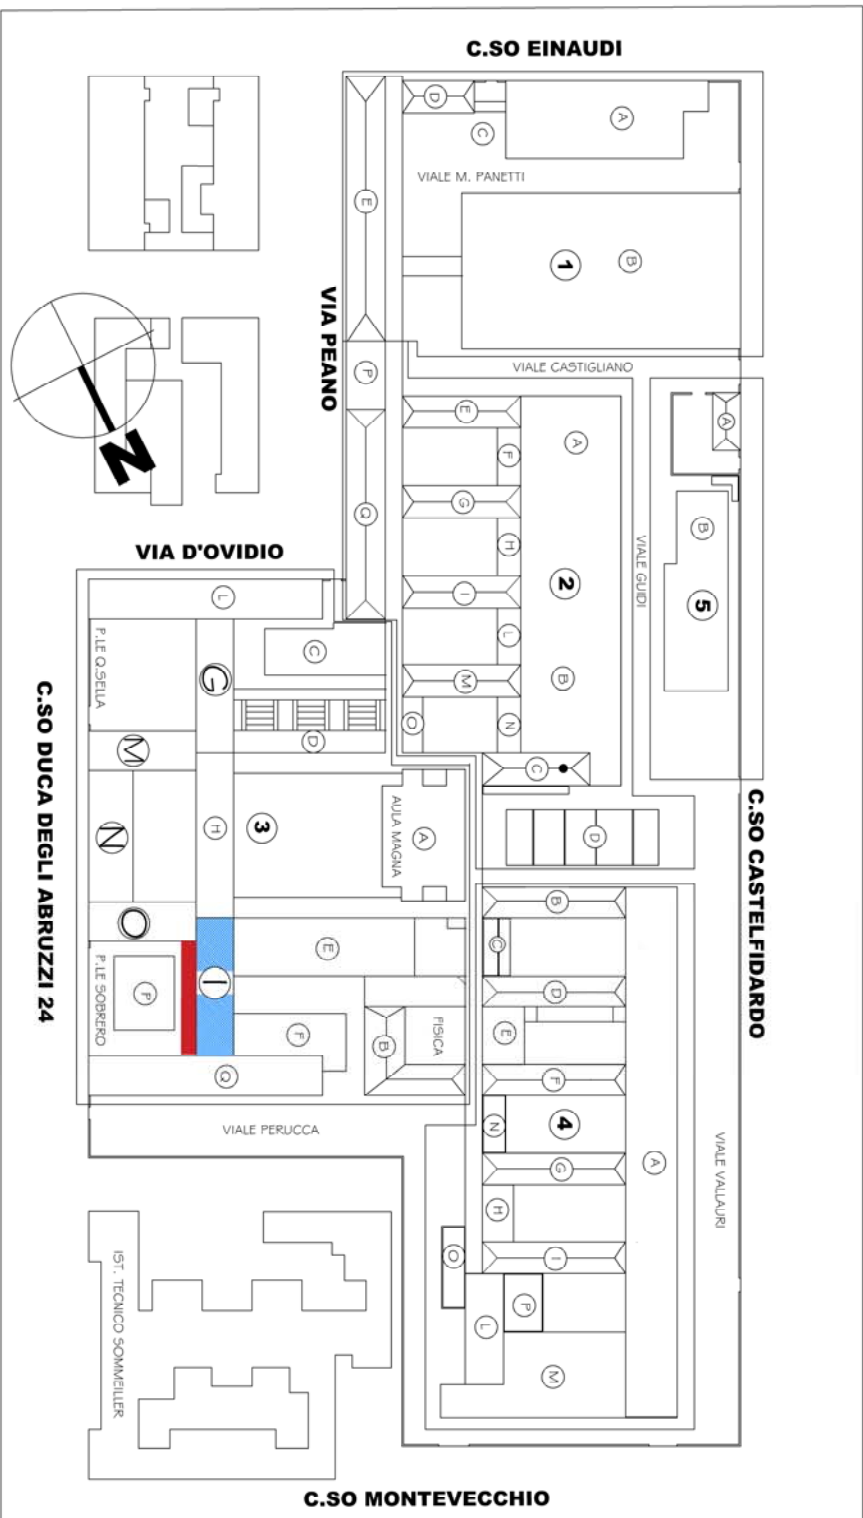 C.SO EINAUDI
D
A
C
VIALE M. PANETTI
E
1
B
VIA PEANO
VIALE CASTIGLIANO
P
E
A
A
F
N
G
Q
B
H
VIA D'OVIDIO
VIALE GUIDI
2
I
L
5
P.LE Q.SELLA
C
L
G
M
B
C.SO DUCA DEGLI ABRUZZI 24
M
D
O
N
C
N
H
3
AULA MAGNA
A
D
C.SO CASTELFIDARDO
O
B
E
C
I
P.LE SOBRERO
P
D
F
B
FISICA
E
Q
F
VIALE PERUCCA
N
4
G
A
VIALE VALLAURI
H
IST. TECNICO SOMMEILLER
O
I
P
L
M
C.SO MONTEVECCHIO